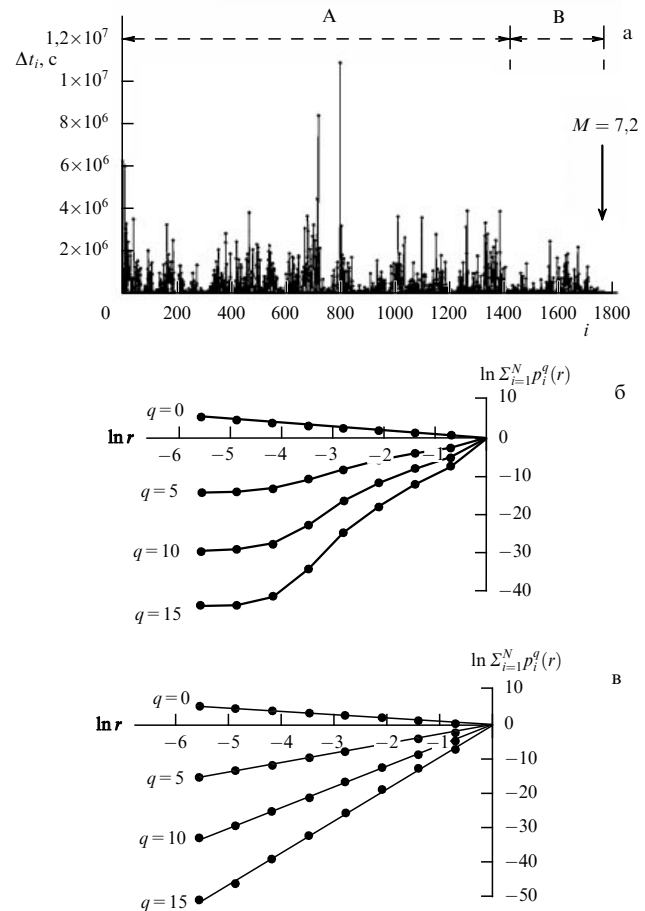 A B а
1,2×10⁷
Δtᵢ, с
1×10⁷
8×10⁶
M = 7,2
6×10⁶
4×10⁶
2×10⁶
0 200 400 600 800 1000 1200 1400 1600 1800
i
ln Σᵢ₌₁ᴺ pᵢ^q(r)
б
10
q = 0
ln r
−6 −5 −4 −3 −2 −1
0
−10
q = 5
−20
q = 10
−30
q = 15
−40
ln Σᵢ₌₁ᴺ pᵢ^q(r)
в
10
q = 0
ln r
−6 −5 −4 −3 −2 −1
0
q = 5
−10
−20
q = 10
−30
−40
q = 15
−50